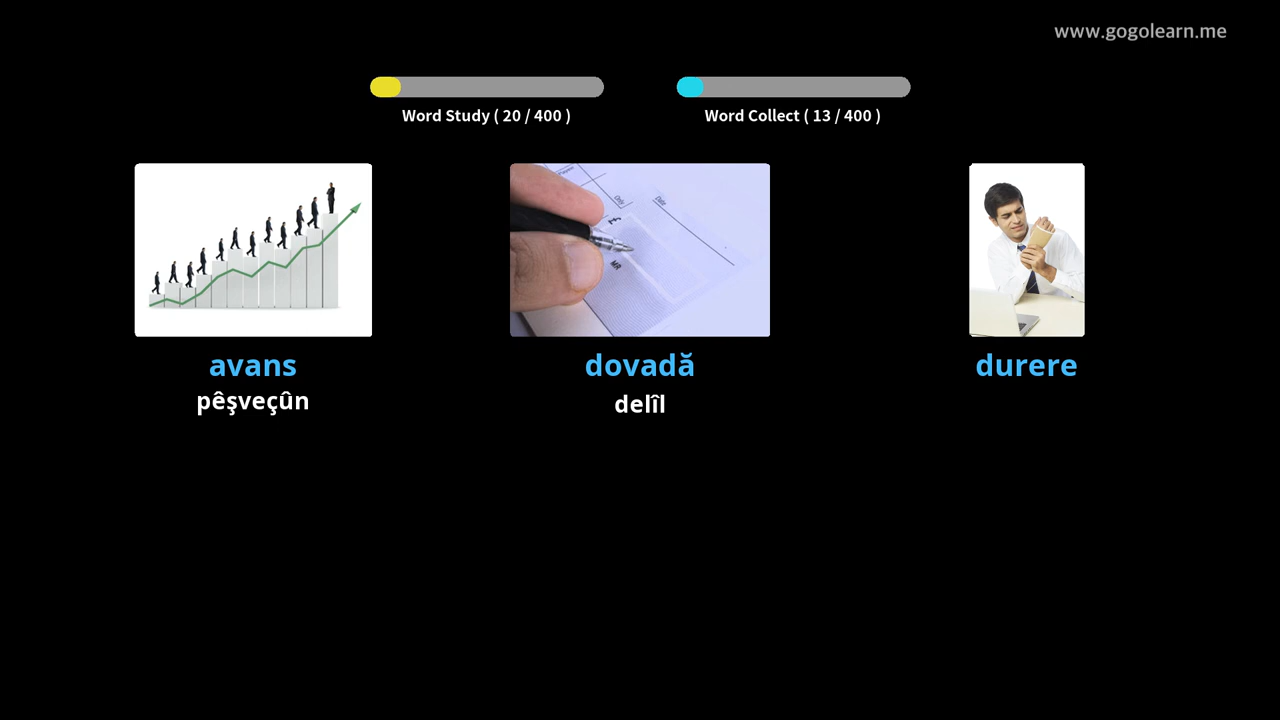 www.gogolearn.me
Word Study ( 20 / 400 )
Word Collect ( 13 / 400 )
avans
dovadă
durere
pêşveçûn
delîl